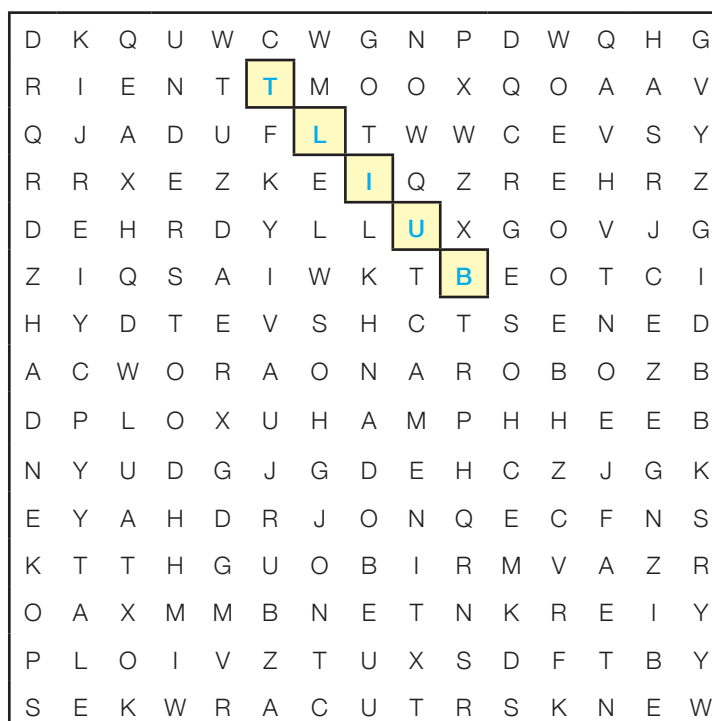 D K Q U W C W G N P D W Q H G
R I E N T T M O O X Q O A A V
Q J A D U F L T W W C E V S Y
R R X E Z K E I Q Z R E H R Z
D E H R D Y L L U X G O V J G
Z I Q S A I W K T B E O T C I
H Y D T E V S H C T S E N E D
A C W O R A O N A R O B O Z B
D P L O X U H A M P H H E E B
N Y U D G J G D E H C Z J G K
E Y A H D R J O N Q E C F N S
K T T H G U O B I R M V A Z R
O A X M M B N E T N K R E I Y
P L O I V Z T U X S D F T B Y
S E K W R A C U T R S K N E W